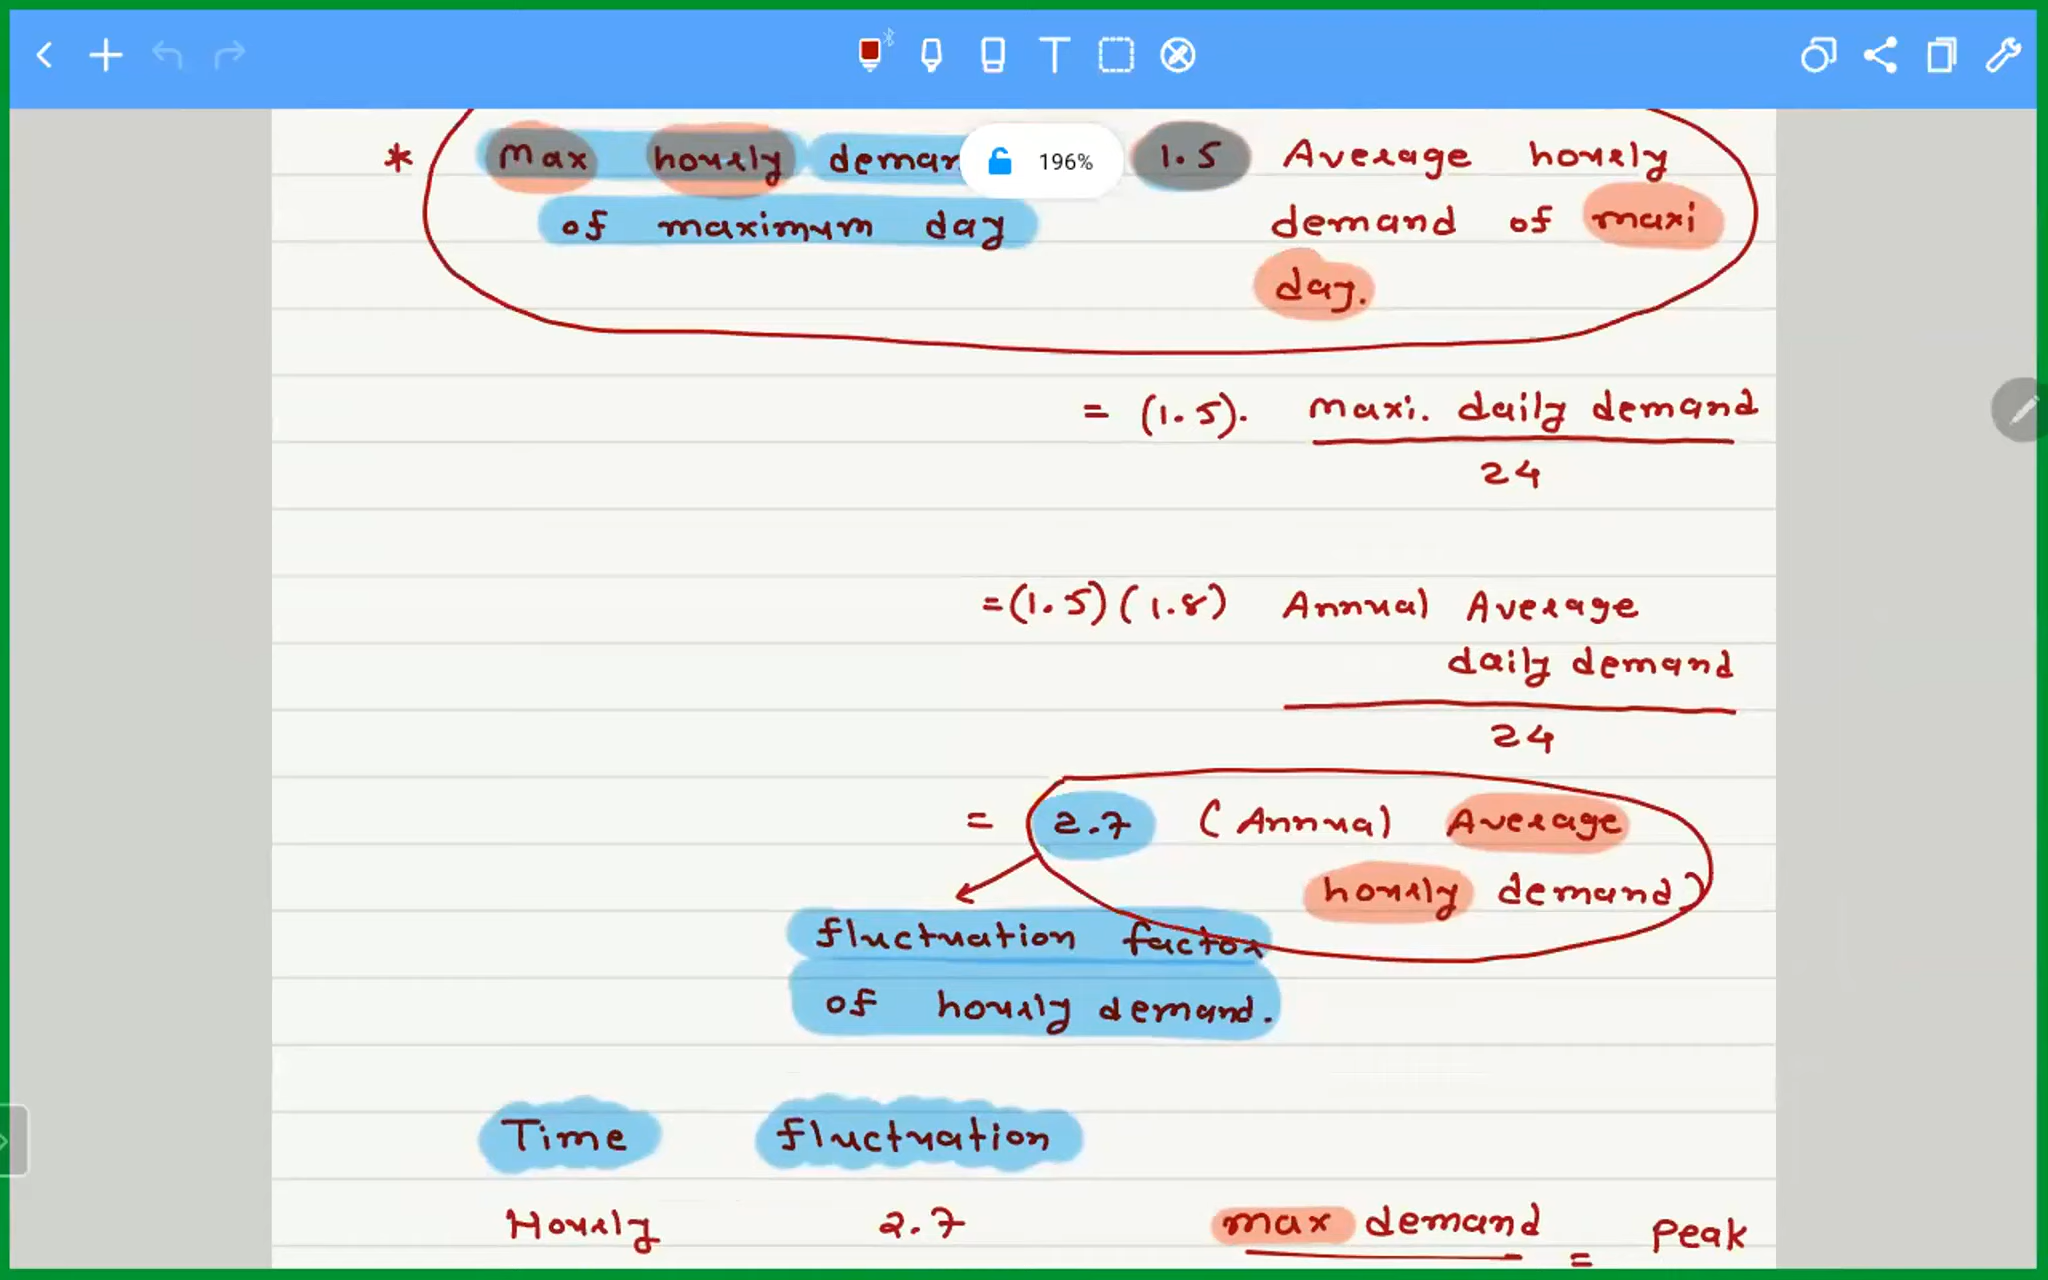 196%
* Max hourly deman 1.5 Average hourly
of maximum day demand of maxi
day.
= (1.5). maxi. daily demand
24
= (1.5) (1.8) Annual Average
daily demand
24
= 2.7 (Annual Average
hourly demand)
fluctuation factor
of hourly demand.
Time fluctuation
Hourly 2.7 max demand = Peak